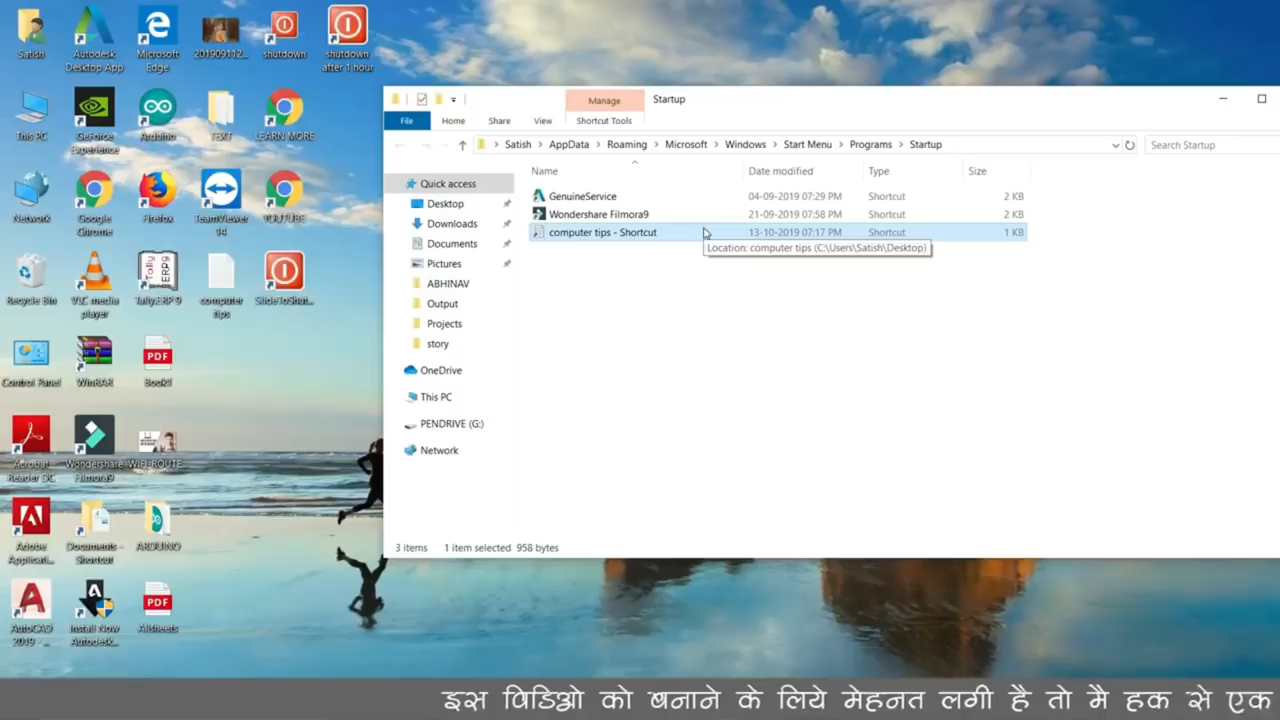 Satish
Autodesk Desktop App
Microsoft Edge
20190911 2...
shutdown
shutdown after 1 hour
This PC
GeForce Experience
Arduino
TEXT
LEARN MORE
Network
Google Chrome
Firefox
TeamViewer 14
YOUTUBE
Recycle Bin
VLC media player
Tally.ERP 9
computer tips
SlideToShut...
Control Panel
WinRAR
Book1
Acrobat Reader DC
Wondershare Filmora9
WIFI ROUTE...
Adobe Applicati...
Documents - Shortcut
ARDUINO
AutoCAD 2019 - ...
Install Now Autodesk...
Allsheets
Manage
Startup
File
Home
Share
View
Shortcut Tools
Satish > AppData > Roaming > Microsoft > Windows > Start Menu > Programs > Startup
Search Startup
Quick access
Desktop
Downloads
Documents
Pictures
ABHINAV
Output
Projects
story
OneDrive
This PC
PENDRIVE (G:)
Network
Name Date modified Type Size
GenuineService 04-09-2019 07:29 PM Shortcut 2 KB
Wondershare Filmora9 21-09-2019 07:58 PM Shortcut 2 KB
computer tips - Shortcut 13-10-2019 07:17 PM Shortcut 1 KB
Location: computer tips (C:\Users\Satish\Desktop)
3 items 1 item selected 958 bytes
इस विडिओ को बनाने के लिये मेहनत लगी है तो मै हक से एक